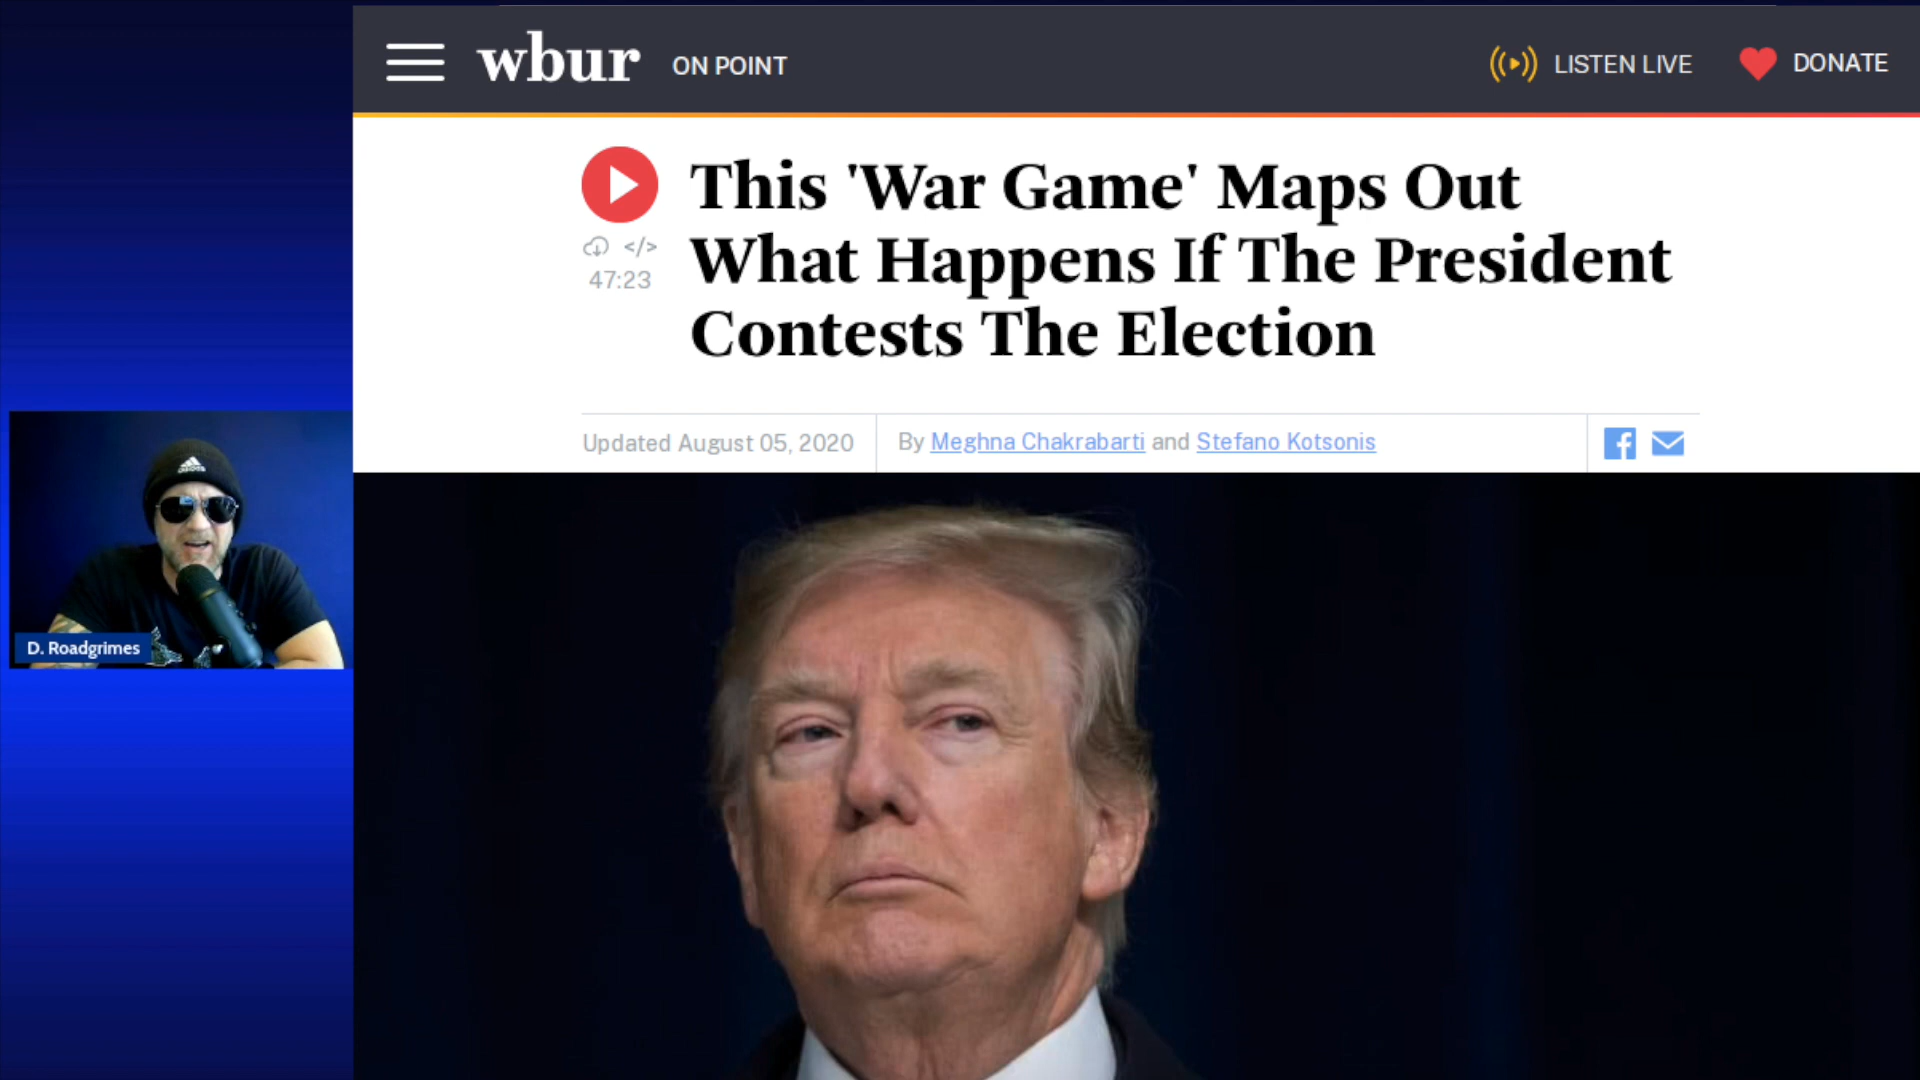 wbur ON POINT LISTEN LIVE DONATE
This 'War Game' Maps Out
What Happens If The President
Contests The Election
</>
47:23
Updated August 05, 2020 By Meghna Chakrabarti and Stefano Kotsonis
adidas
D. Roadgrimes